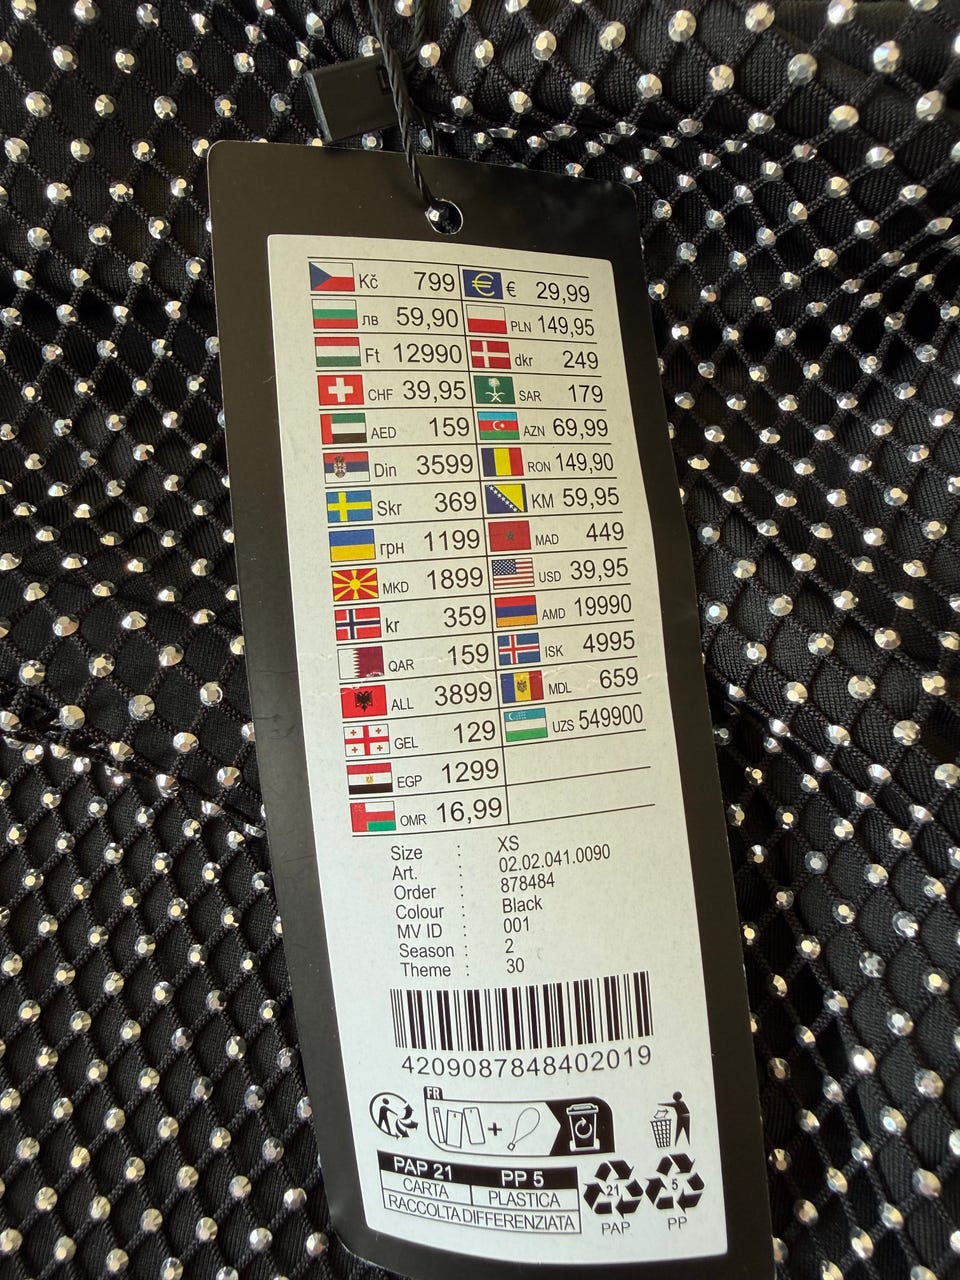 Kč 799 € 29,99
лв 59,90 PLN 149,95
Ft 12990 dkr 249
CHF 39,95 SAR 179
AED 159 AZN 69,99
Din 3599 RON 149,90
Skr 369 KM 59,95
грн 1199 MAD 449
MKD 1899 USD 39,95
kr 359 AMD 19990
QAR 159 ISK 4995
ALL 3899 MDL 659
GEL 129 UZS 549900
EGP 1299
OMR 16,99
Size : XS
Art. : 02.02.041.0090
Order : 878484
Colour : Black
MV ID : 001
Season : 2
Theme : 30
4209087848402019
FR
+
PAP 21 PP 5
CARTA PLASTICA
RACCOLTA DIFFERENZIATA
21 5
PAP PP